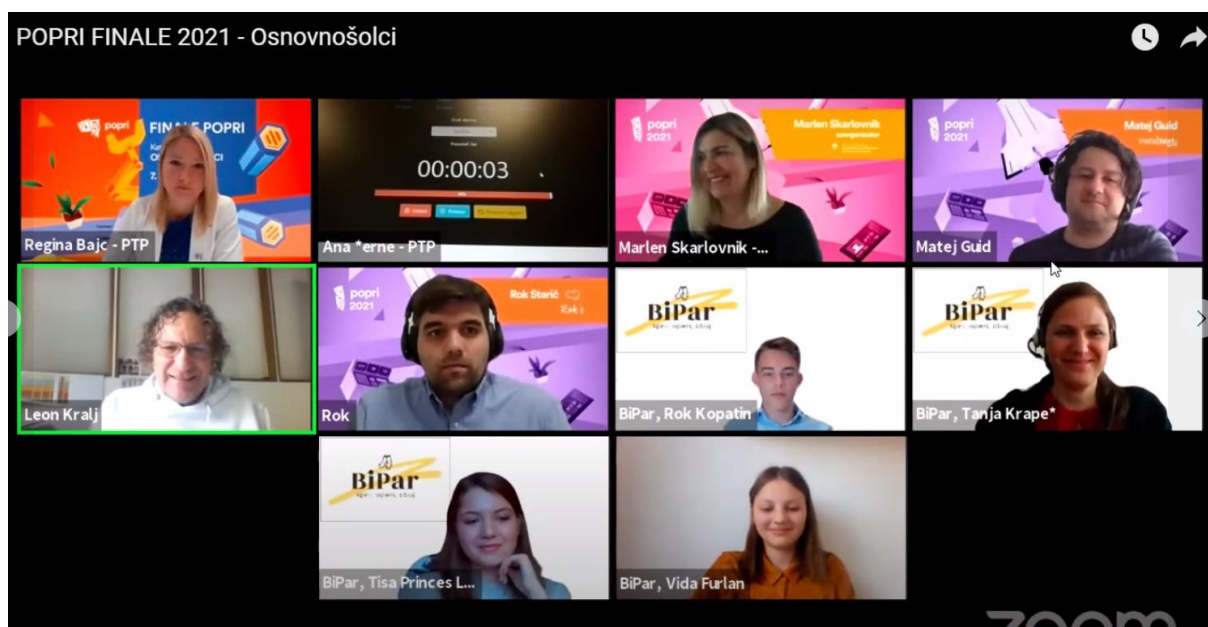 POPRI FINALE 2021 - Osnovnošolci
popri
FINALE POPRI
Regina Bajc - PTP
00:00:03
Ana *erne - PTP
popri
2021
Marlen Skarlovnik
Marlen Skarlovnik -...
popri
2021
Matej Guid
Matej Guid
Leon Kralj
popri
2021
Rok Starič
Rok
BiPar
BiPar, Rok Kopatin
BiPar
BiPar, Tanja Krape*
BiPar
BiPar, Tisa Princes L...
BiPar, Vida Furlan
zoom